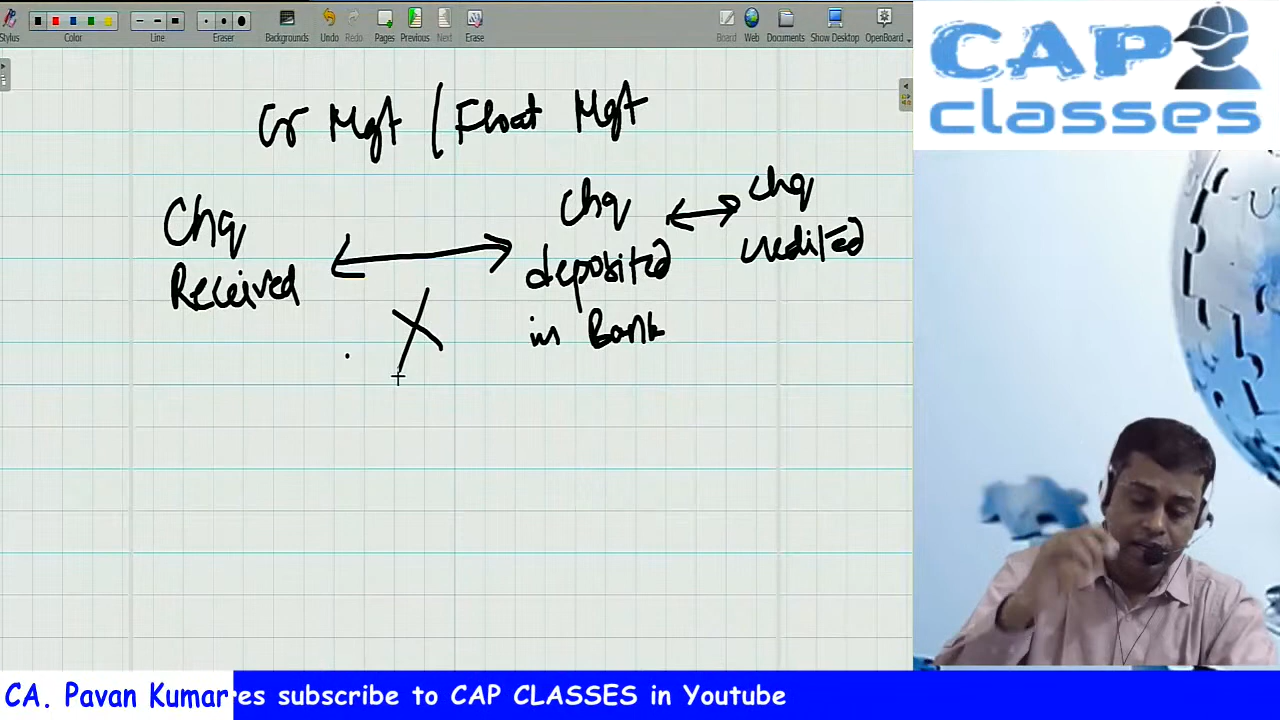 Stylus
Color
Line
Eraser
Backgrounds
Undo
Redo
Pages
Previous
Next
Erase
Board
Web
Documents
Show Desktop
OpenBoard
CAP
classes
Cr Mgt / Float Mgt
Chq
Received
Chq
deposited
in Bank
chq
credited
CA. Pavan Kumar
es subscribe to CAP CLASSES in Youtube